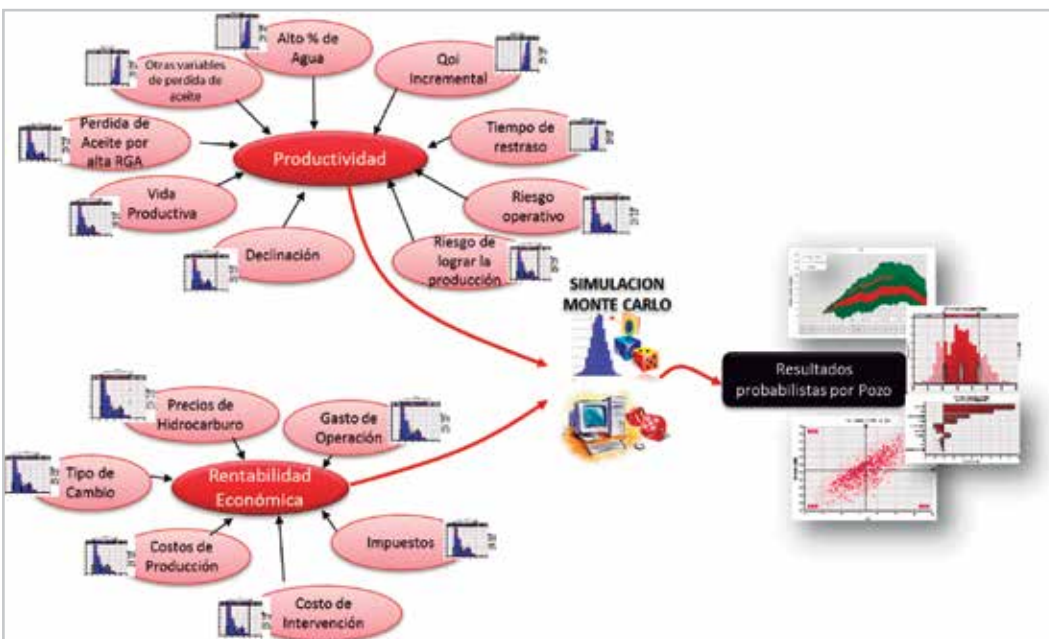 Alto % de
Agua
Qoi
Incremental
Otras variables
de perdida de
aceite
Tiempo de
restraso
Perdida de
Aceite por
alta RGA
Productividad
Riesgo
operativo
Vida
Productiva
Declinación
Riesgo de
lograr la
producción
SIMULACION
MONTE CARLO
Resultados
probabilistas por Pozo
Precios de
Hidrocarburo
Gasto de
Operación
Tipo de
Cambio
Rentabilidad
Económica
Costos de
Producción
Impuestos
Costo de
Intervención